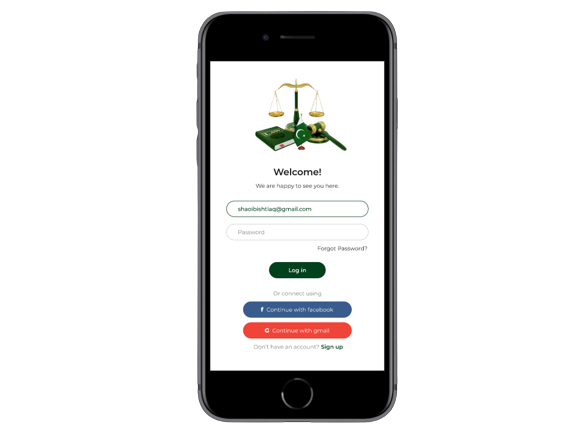 Welcome!
We are happy to see you here.
shaoibishtiaq@gmail.com
Password
Forgot Password?
Log in
Or connect using
f Continue with facebook
G Continue with gmail
Don't have an account? Sign up